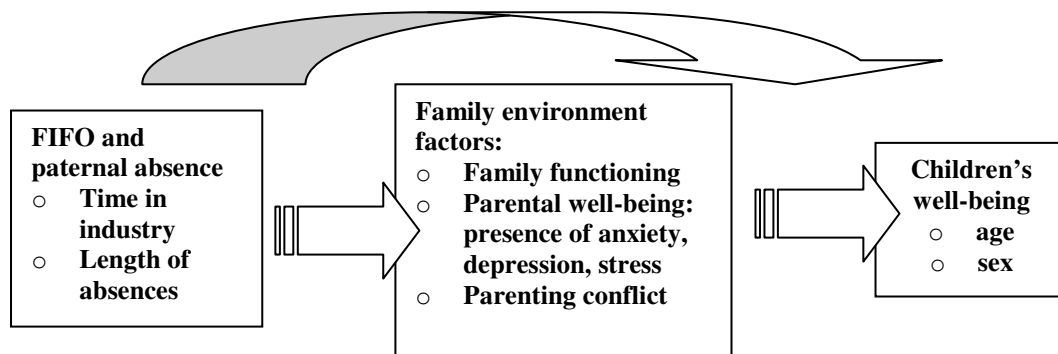 FIFO and
paternal absence
○ Time in
industry
○ Length of
absences
Family environment
factors:
○ Family functioning
○ Parental well-being:
presence of anxiety,
depression, stress
○ Parenting conflict
Children’s
well-being
○ age
○ sex